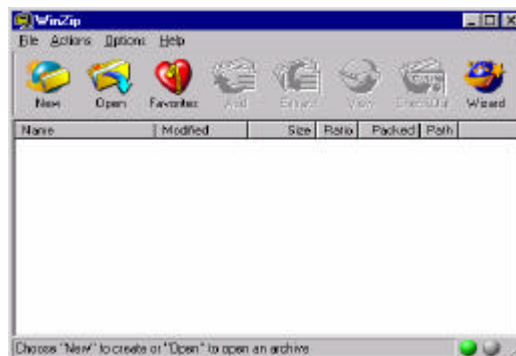 WinZip
File Actions Options Help
New Open Favorites Add Extract View CheckOut Wizard
Name Modified Size Ratio Packed Path
Choose "New" to create or "Open" to open an archive